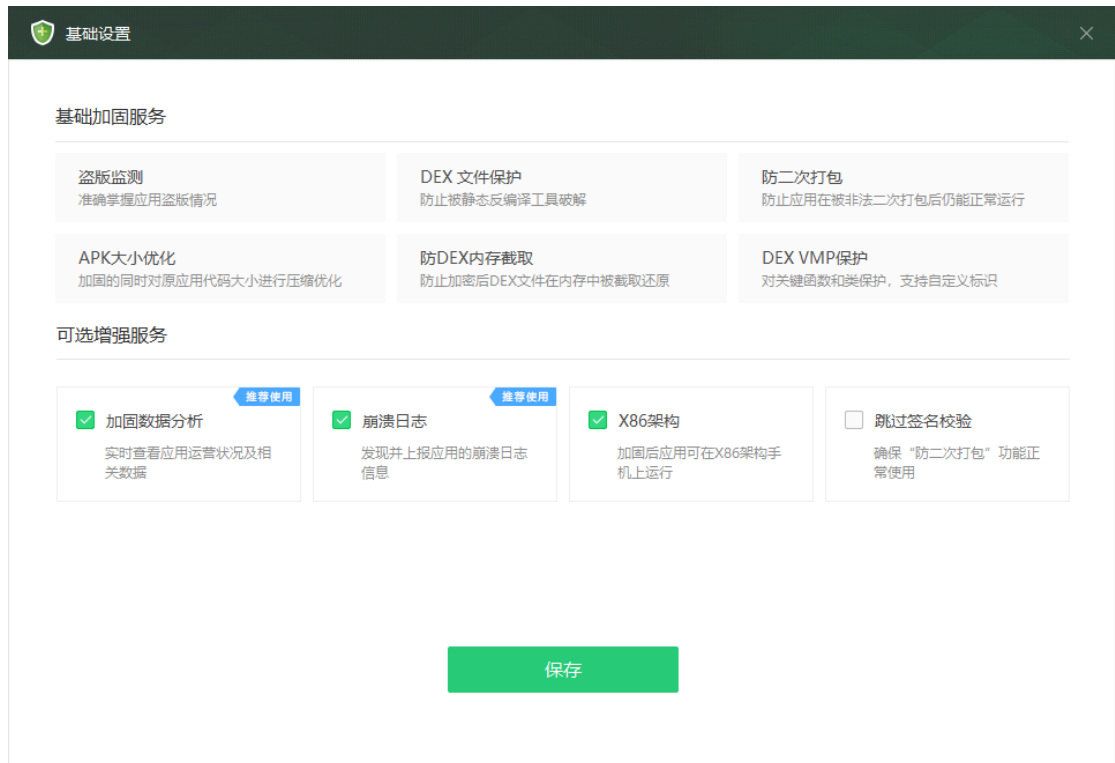 基础设置
基础加固服务
盗版监测
准确掌握应用盗版情况
DEX 文件保护
防止被静态反编译工具破解
防二次打包
防止应用在被非法二次打包后仍能正常运行
APK大小优化
加固的同时对原应用代码大小进行压缩优化
防DEX内存截取
防止加密后DEX文件在内存中被截取还原
DEX VMP保护
对关键函数和类保护，支持自定义标识
可选增强服务
推荐使用
加固数据分析
实时查看应用运营状况及相
关数据
推荐使用
崩溃日志
发现并上报应用的崩溃日志
信息
X86架构
加固后应用可在X86架构手
机上运行
跳过签名校验
确保“防二次打包”功能正
常使用
保存